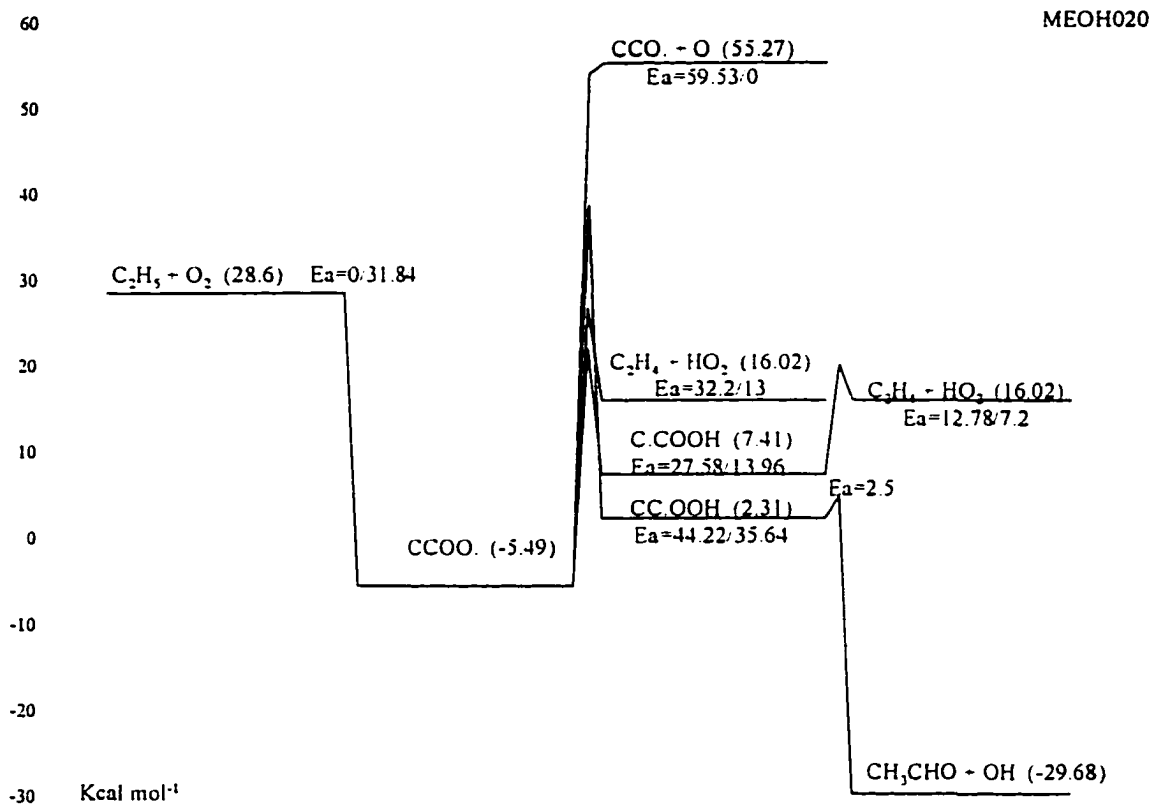 60
MEOH020
CCO. + O (55.27)
Ea=59.53/0
50
40
30
C₂H₅ + O₂ (28.6) Ea=0/31.84
20
C₂H₄ + HO₂ (16.02)
Ea=32.2/13
C₂H₄ + HO₂ (16.02)
Ea=12.78/7.2
10
C.COOH (7.41)
Ea=27.58/13.96
Ea=2.5
CC.OOH (2.31)
Ea=44.22/35.64
0
CCOO. (-5.49)
-10
-20
CH₃CHO + OH (-29.68)
-30
Kcal mol⁻¹